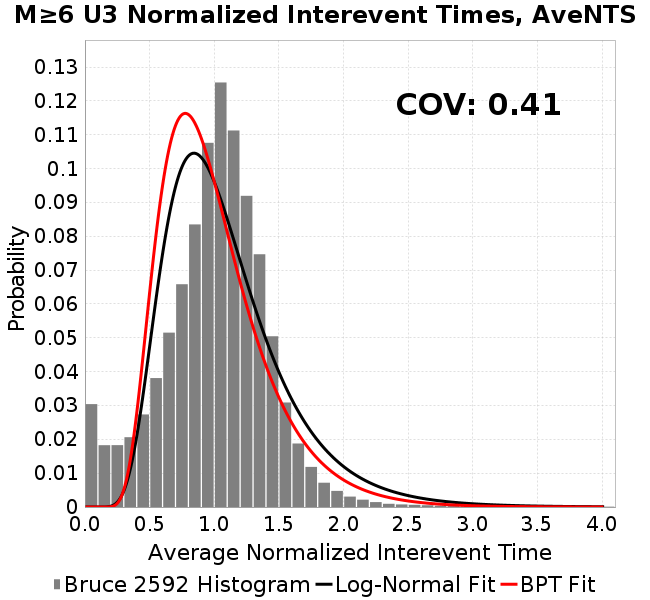 M≥6 U3 Normalized Interevent Times, AveNTS
COV: 0.41
Probability
0.13
0.12
0.11
0.1
0.09
0.08
0.07
0.06
0.05
0.04
0.03
0.02
0.01
0
0.0 0.5 1.0 1.5 2.0 2.5 3.0 3.5 4.0
Average Normalized Interevent Time
Bruce 2592 Histogram Log-Normal Fit BPT Fit